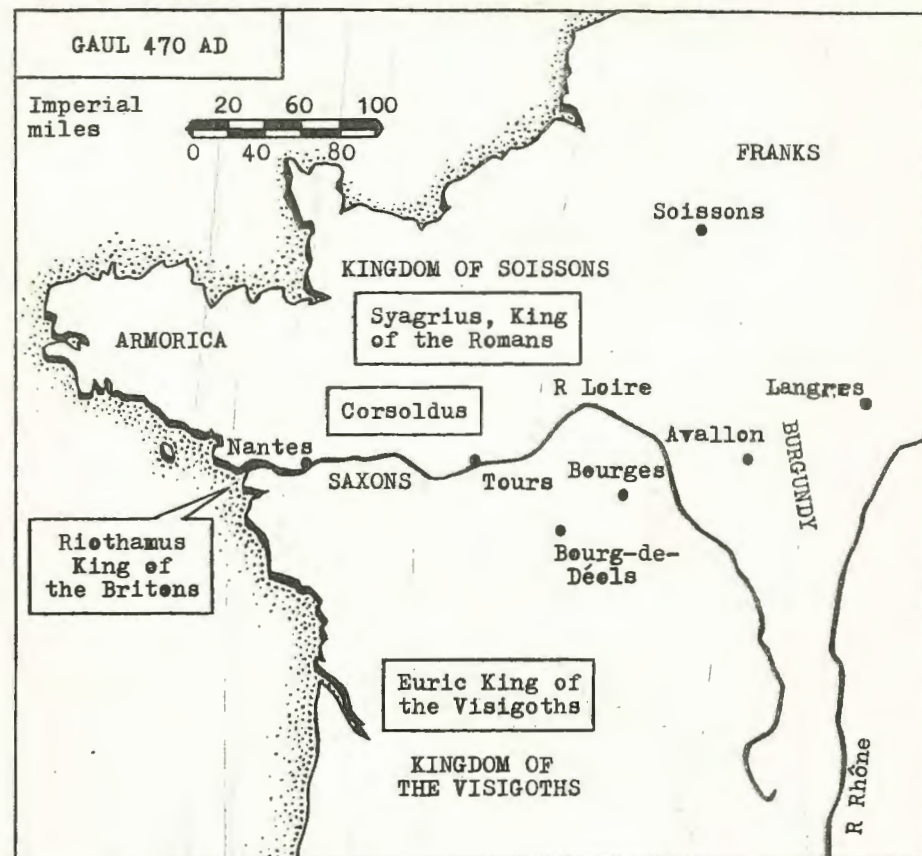 GAUL 470 AD
Imperial
miles
20 60 100
0 40 80
FRANKS
Soissons
KINGDOM OF SOISSONS
Syagrius, King
of the Romans
ARMORICA
R Loire
Langres
Corsoldus
Avallon
BURGUNDY
Nantes
SAXONS
Tours
Bourges
Riothamus
King of
the Britons
Bourg-de-
Déols
Euric King of
the Visigoths
KINGDOM OF
THE VISIGOTHS
R Rhône